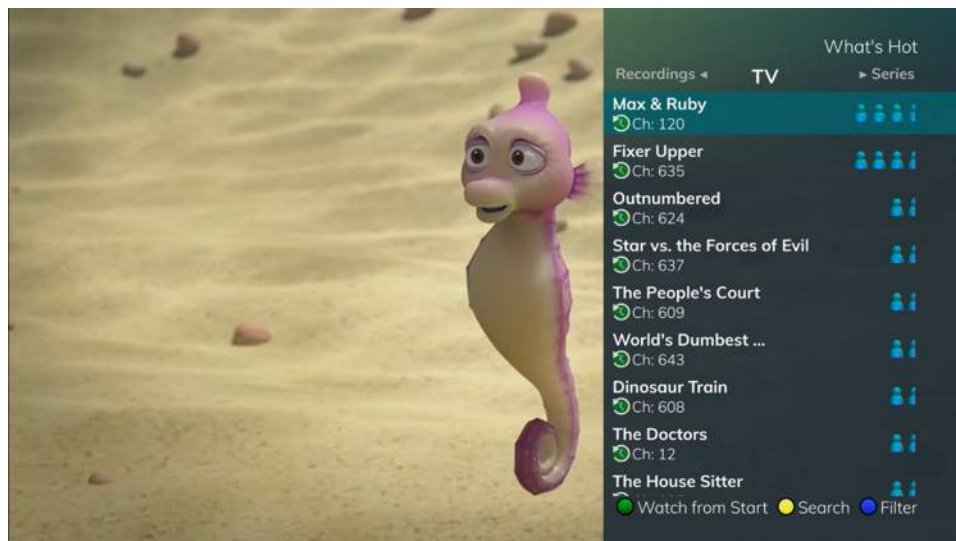 What's Hot
Recordings ◂ TV ▸ Series
Max & Ruby
Ch: 120
Fixer Upper
Ch: 635
Outnumbered
Ch: 624
Star vs. the Forces of Evil
Ch: 637
The People's Court
Ch: 609
World's Dumbest ...
Ch: 643
Dinosaur Train
Ch: 608
The Doctors
Ch: 12
The House Sitter
Watch from Start Search Filter